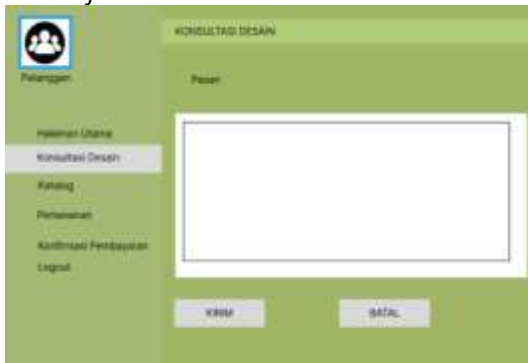 KONSULTASI DESAIN
Pelanggan
Pesan
Halaman Utama
Konsultasi Desain
Katalog
Pemesanan
Konfirmasi Pembayaran
Logout
KIRIM
BATAL